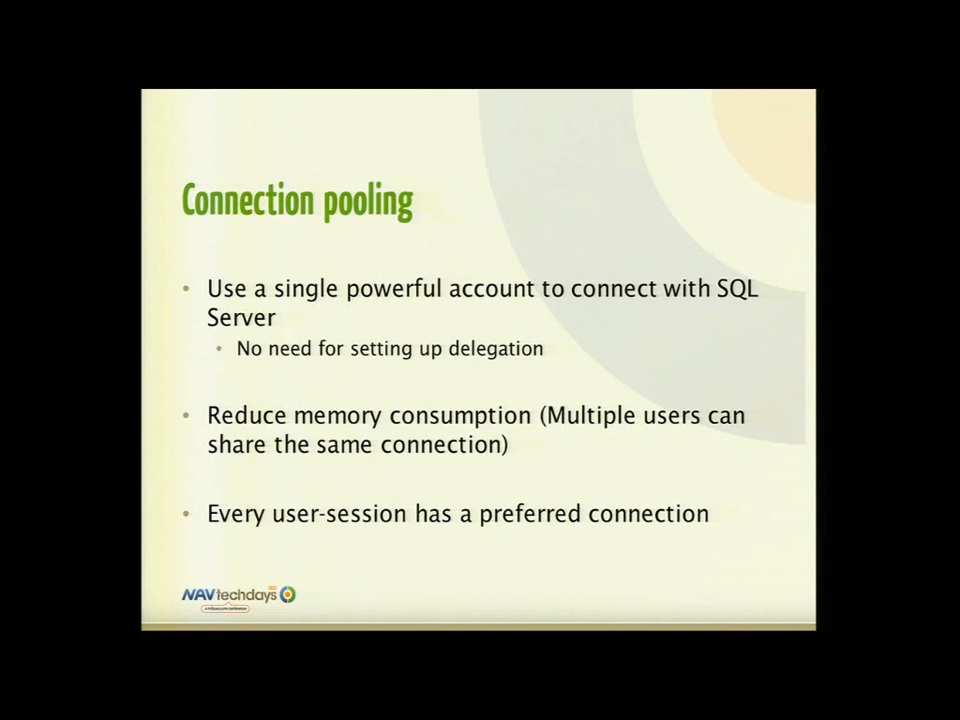 Connection pooling
• Use a single powerful account to connect with SQL
Server
• No need for setting up delegation
• Reduce memory consumption (Multiple users can
share the same connection)
• Every user-session has a preferred connection
NAVtechdays